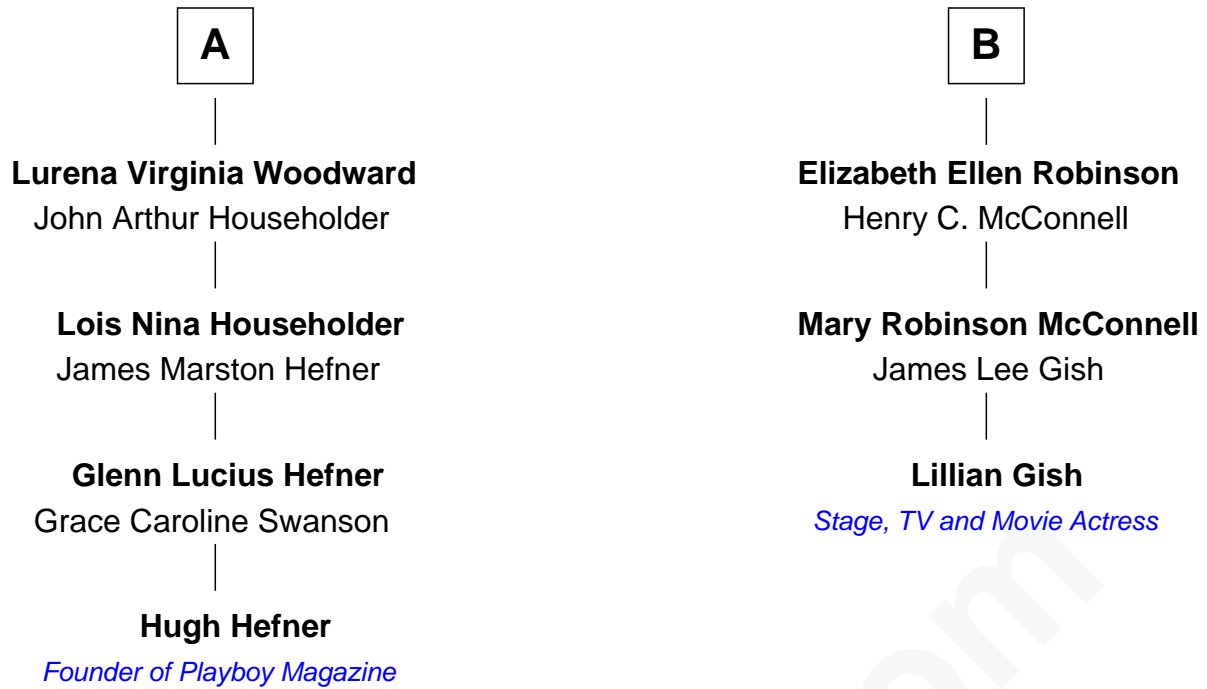 A
Lurena Virginia Woodward
John Arthur Householder
Lois Nina Householder
James Marston Hefner
Glenn Lucius Hefner
Grace Caroline Swanson
Hugh Hefner
Founder of Playboy Magazine
B
Elizabeth Ellen Robinson
Henry C. McConnell
Mary Robinson McConnell
James Lee Gish
Lillian Gish
Stage, TV and Movie Actress
om